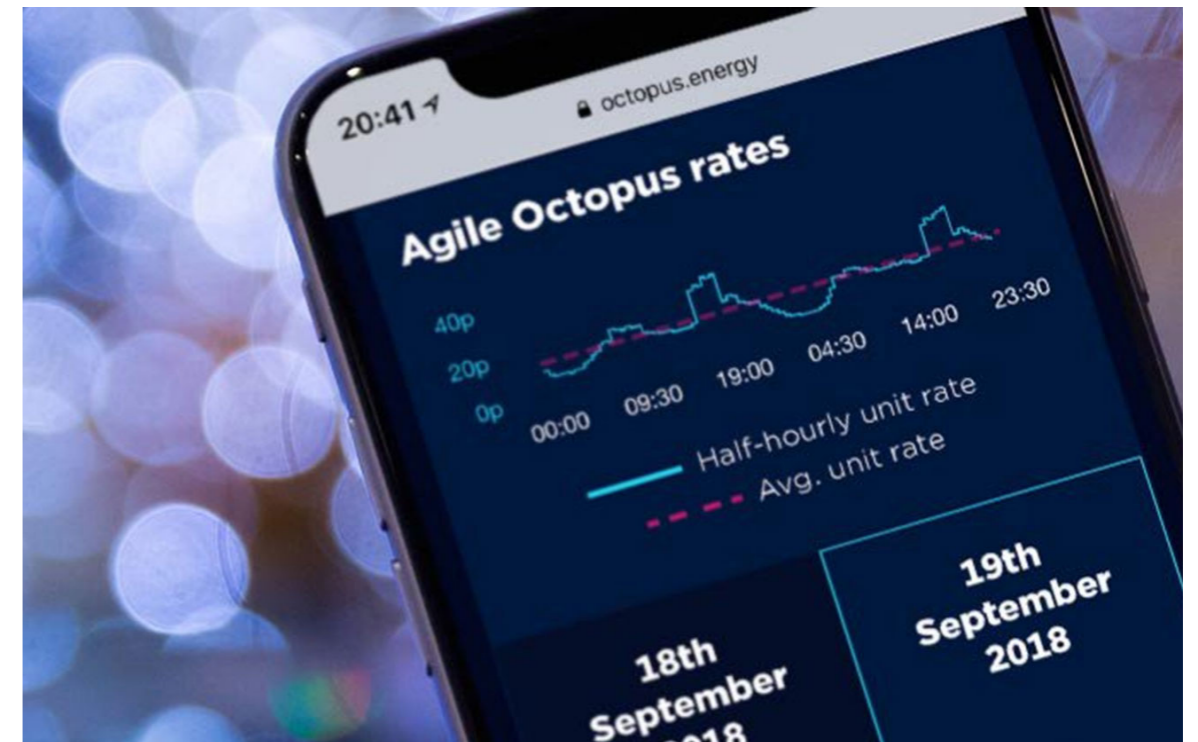 20:41
octopus.energy
Agile Octopus rates
40p
20p
0p
00:00 09:30 19:00 04:30 14:00 23:30
Half-hourly unit rate
Avg. unit rate
18th
September
2018
19th
September
2018